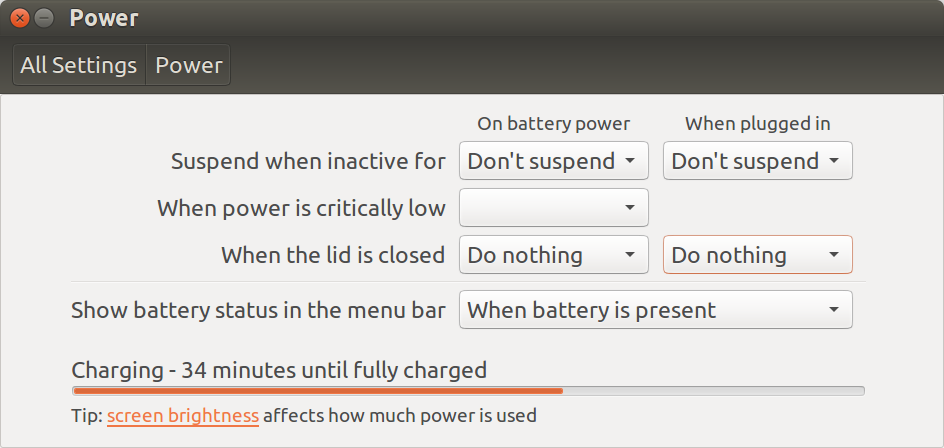 Power
All Settings Power
On battery power When plugged in
Suspend when inactive for Don't suspend Don't suspend
When power is critically low
When the lid is closed Do nothing Do nothing
Show battery status in the menu bar When battery is present
Charging - 34 minutes until fully charged
Tip: screen brightness affects how much power is used